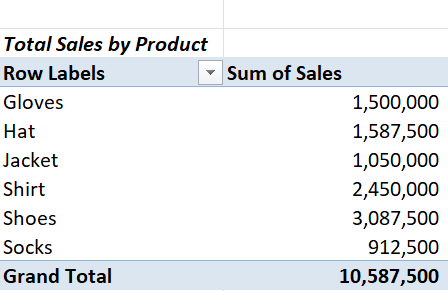 Total Sales by Product
Row Labels Sum of Sales
Gloves 1,500,000
Hat 1,587,500
Jacket 1,050,000
Shirt 2,450,000
Shoes 3,087,500
Socks 912,500
Grand Total 10,587,500